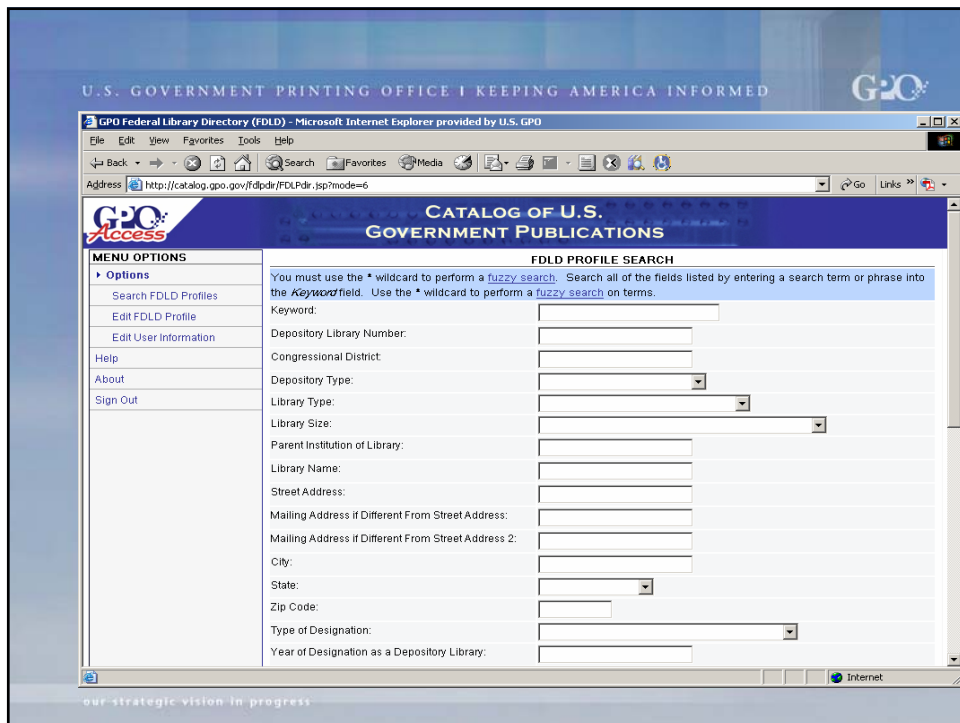 U.S. GOVERNMENT PRINTING OFFICE | KEEPING AMERICA INFORMED
GPO
GPO Federal Library Directory (FDLD) - Microsoft Internet Explorer provided by U.S. GPO
File Edit View Favorites Tools Help
Back Search Favorites Media
Address http://catalog.gpo.gov/fdlpdir/FDLPdir.jsp?mode=6 Go Links »
GPO Access
CATALOG OF U.S.
GOVERNMENT PUBLICATIONS
MENU OPTIONS
Options
Search FDLD Profiles
Edit FDLD Profile
Edit User Information
Help
About
Sign Out
FDLD PROFILE SEARCH
You must use the * wildcard to perform a fuzzy search. Search all of the fields listed by entering a search term or phrase into
the Keyword field. Use the * wildcard to perform a fuzzy search on terms.
Keyword:
Depository Library Number:
Congressional District:
Depository Type:
Library Type:
Library Size:
Parent Institution of Library:
Library Name:
Street Address:
Mailing Address if Different From Street Address:
Mailing Address if Different From Street Address 2:
City:
State:
Zip Code:
Type of Designation:
Year of Designation as a Depository Library:
Internet
our strategic vision in progress